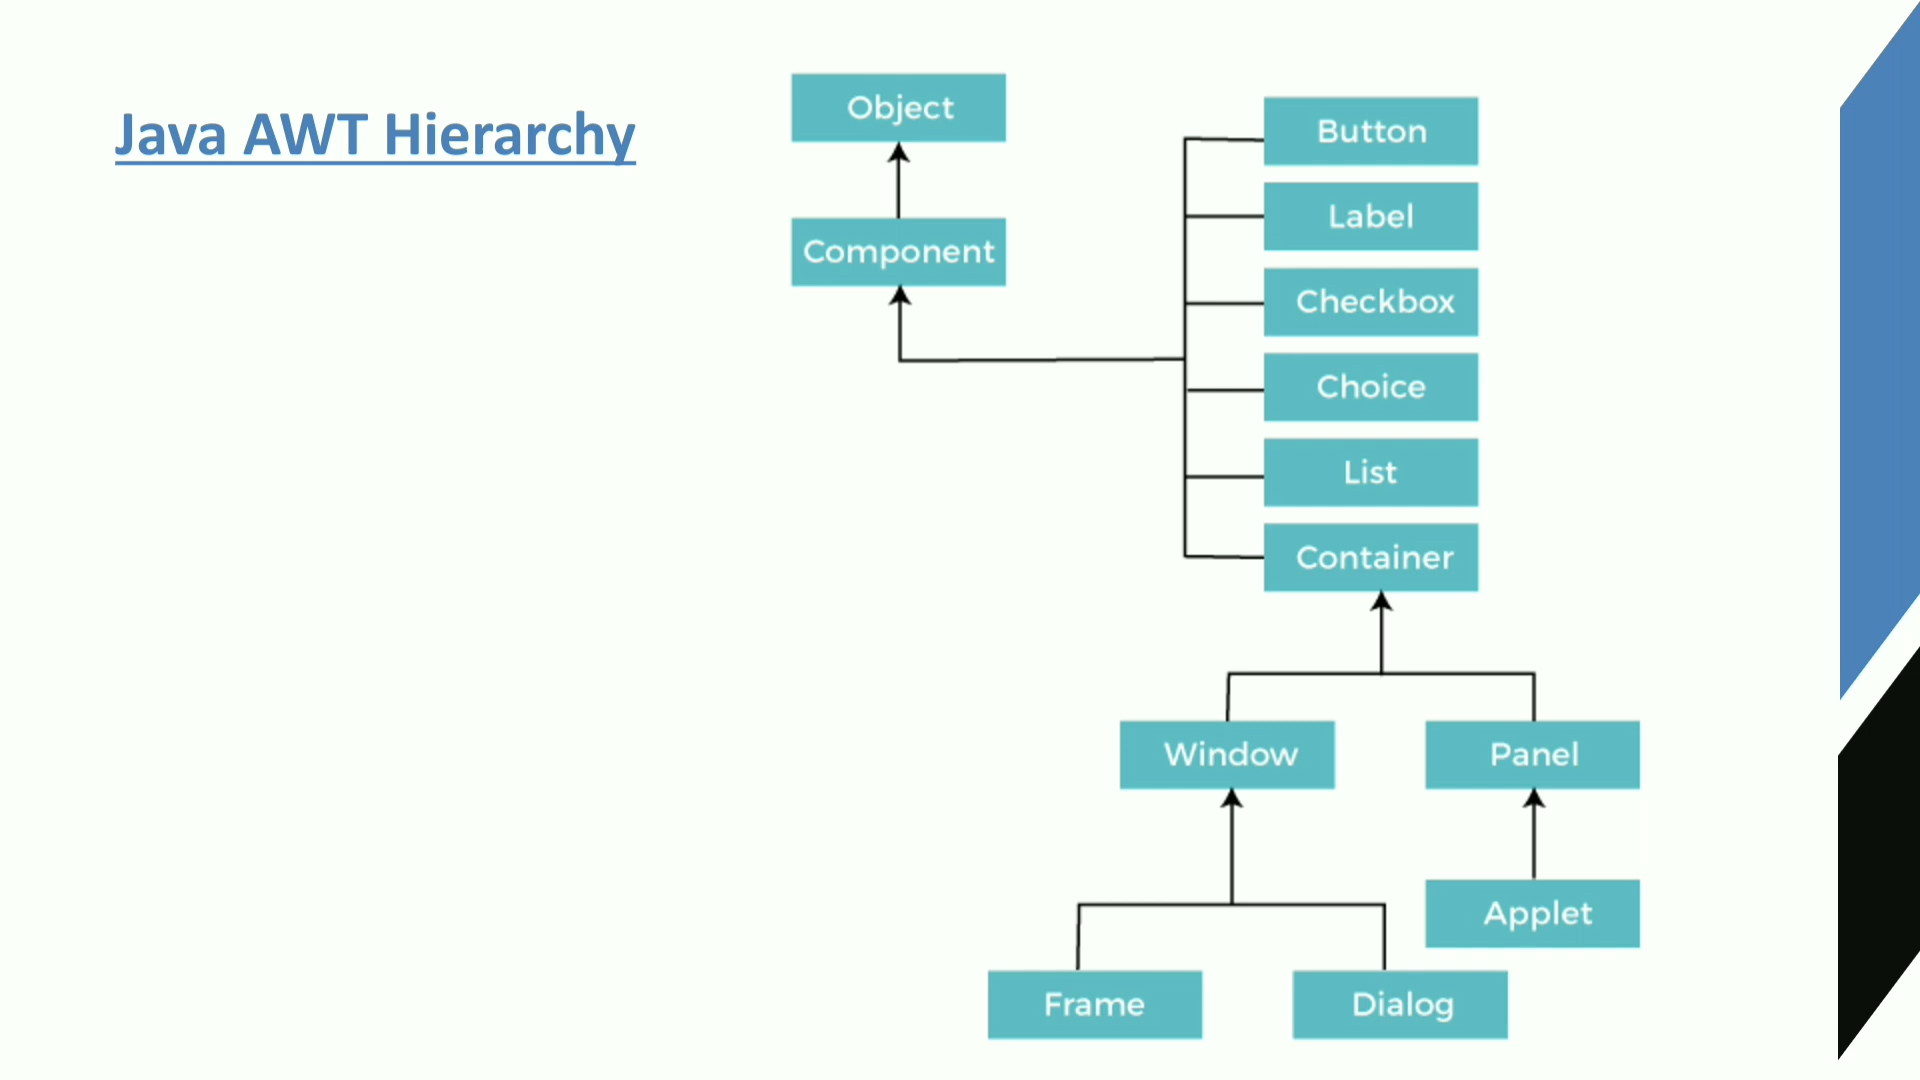 Java AWT Hierarchy
Object
Component
Button
Label
Checkbox
Choice
List
Container
Window
Panel
Applet
Frame
Dialog